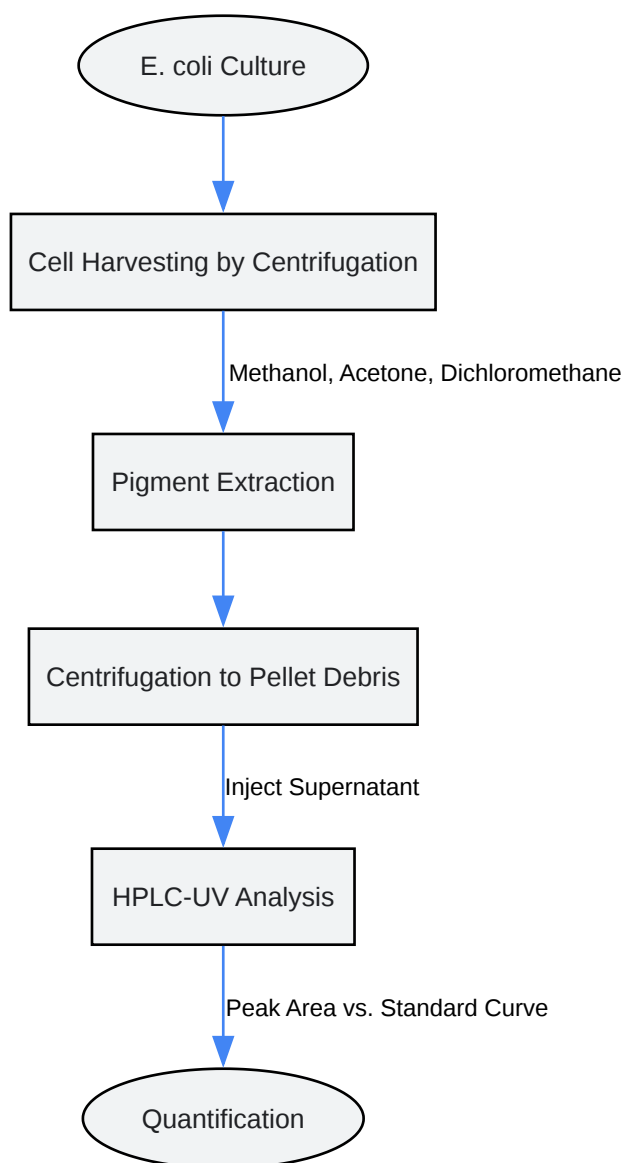 E. coli Culture
Cell Harvesting by Centrifugation
Methanol, Acetone, Dichloromethane
Pigment Extraction
Centrifugation to Pellet Debris
Inject Supernatant
HPLC-UV Analysis
Peak Area vs. Standard Curve
Quantification